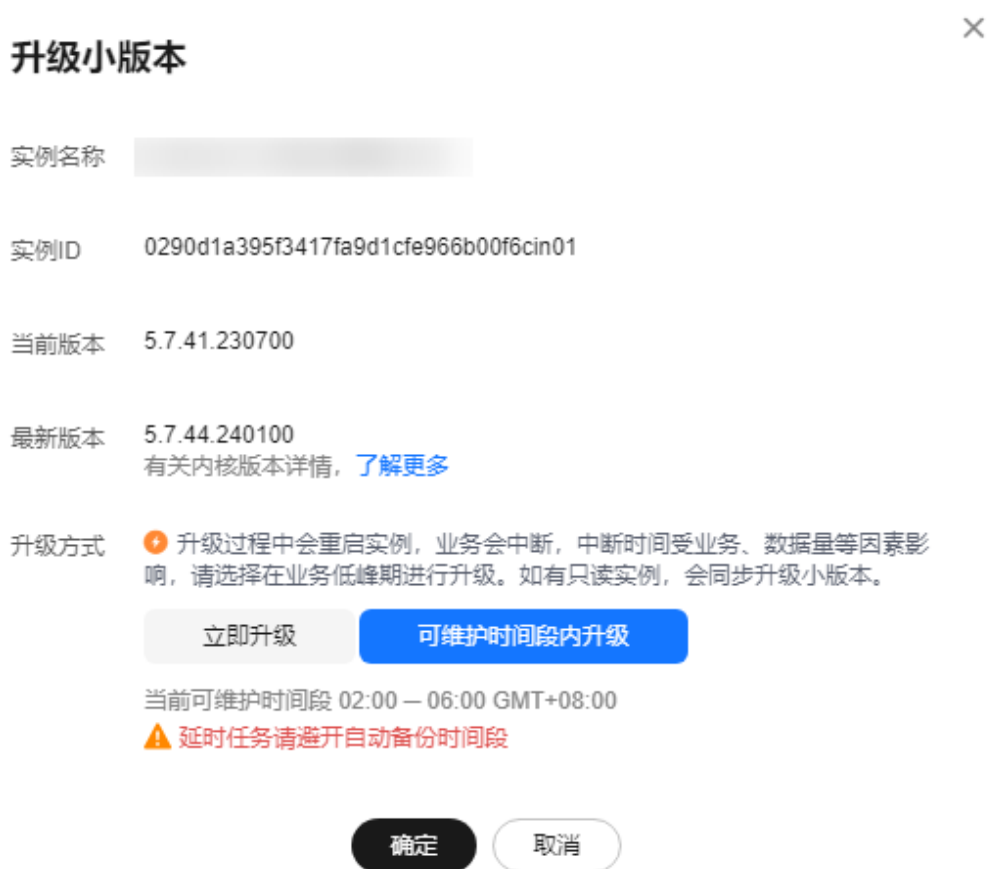 升级小版本
实例名称
实例ID 0290d1a395f3417fa9d1cfe966b00f6cin01
当前版本 5.7.41.230700
最新版本 5.7.44.240100
有关内核版本详情，了解更多
升级方式 升级过程中会重启实例，业务会中断，中断时间受业务、数据量等因素影
响，请选择在业务低峰期进行升级。如有只读实例，会同步升级小版本。
立即升级 可维护时间段内升级
当前可维护时间段 02:00 — 06:00 GMT+08:00
延时任务请避开自动备份时间段
确定 取消